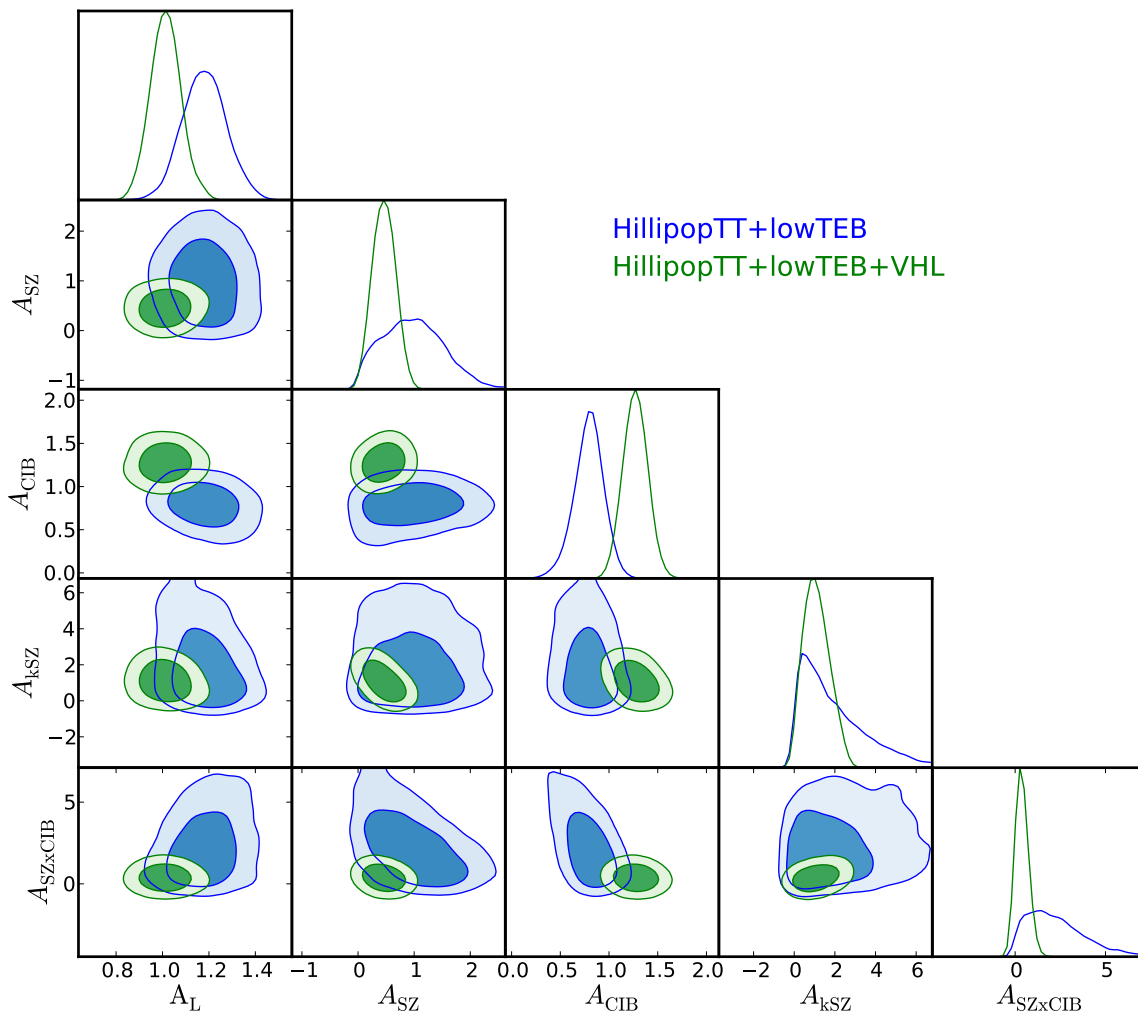 HillipopTT+lowTEB
HillipopTT+lowTEB+VHL
A_SZ
2
1
0
−1
A_CIB
2.0
1.5
1.0
0.5
0.0
A_kSZ
6
4
2
0
−2
A_SZxCIB
5
0
0.8 1.0 1.2 1.4
−1 0 1 2
0.0 0.5 1.0 1.5 2.0
−2 0 2 4 6
0 5
A_L A_SZ A_CIB A_kSZ A_SZxCIB